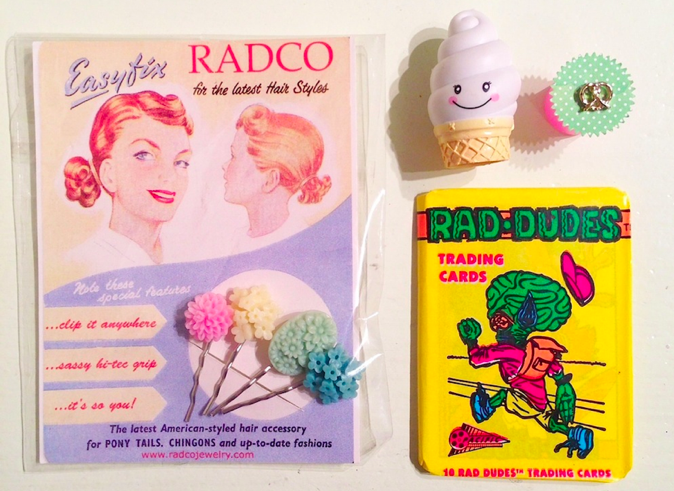 Easyfix
RADCO
for the latest Hair Styles
Note these
special features
...clip it anywhere
...sassy hi-tec grip
...it's so you!
The latest American-styled hair accessory
for PONY TAILS, CHINGONS and up-to-date fashions
www.radcojewelry.com
RAD·DUDES™
TRADING
CARDS
10 RAD DUDES™ TRADING CARDS